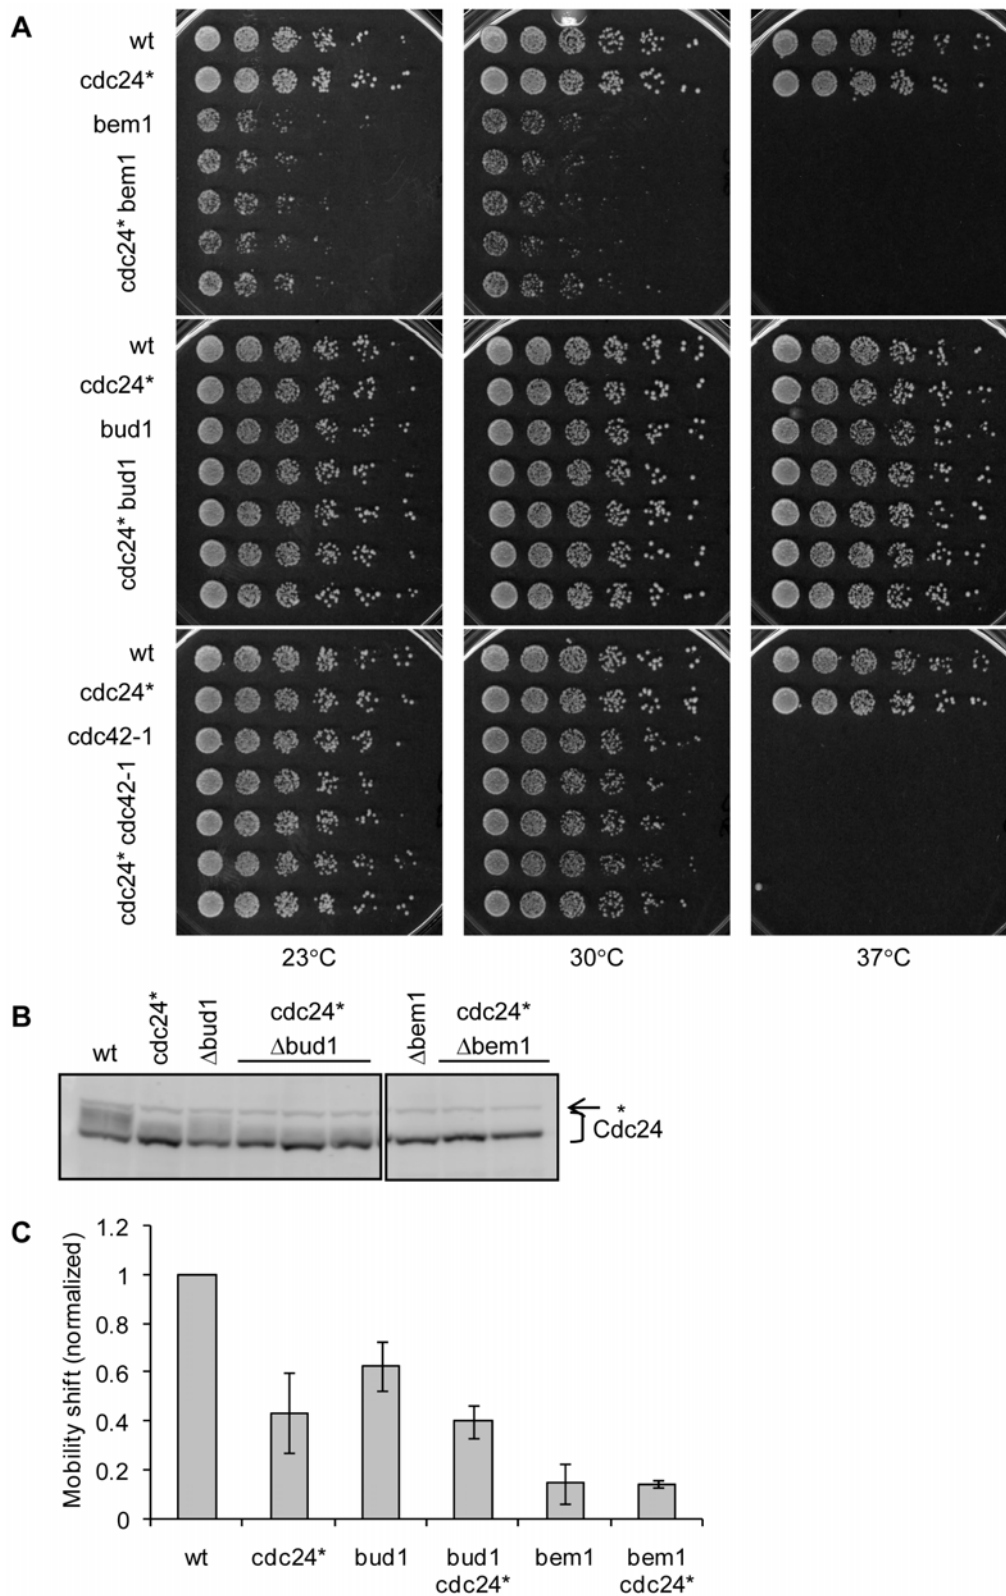 A
wt
cdc24*
bem1
cdc24* bem1
wt
cdc24*
bud1
cdc24* bud1
wt
cdc24*
cdc42-1
cdc24* cdc42-1
23°C 30°C 37°C
B
wt cdc24* Δbud1 cdc24* Δbud1 Δbem1 cdc24* Δbem1
*
Cdc24
C
Mobility shift (normalized)
1.2
1
0.8
0.6
0.4
0.2
0
wt cdc24* bud1 bud1 bem1 bem1
cdc24* cdc24*